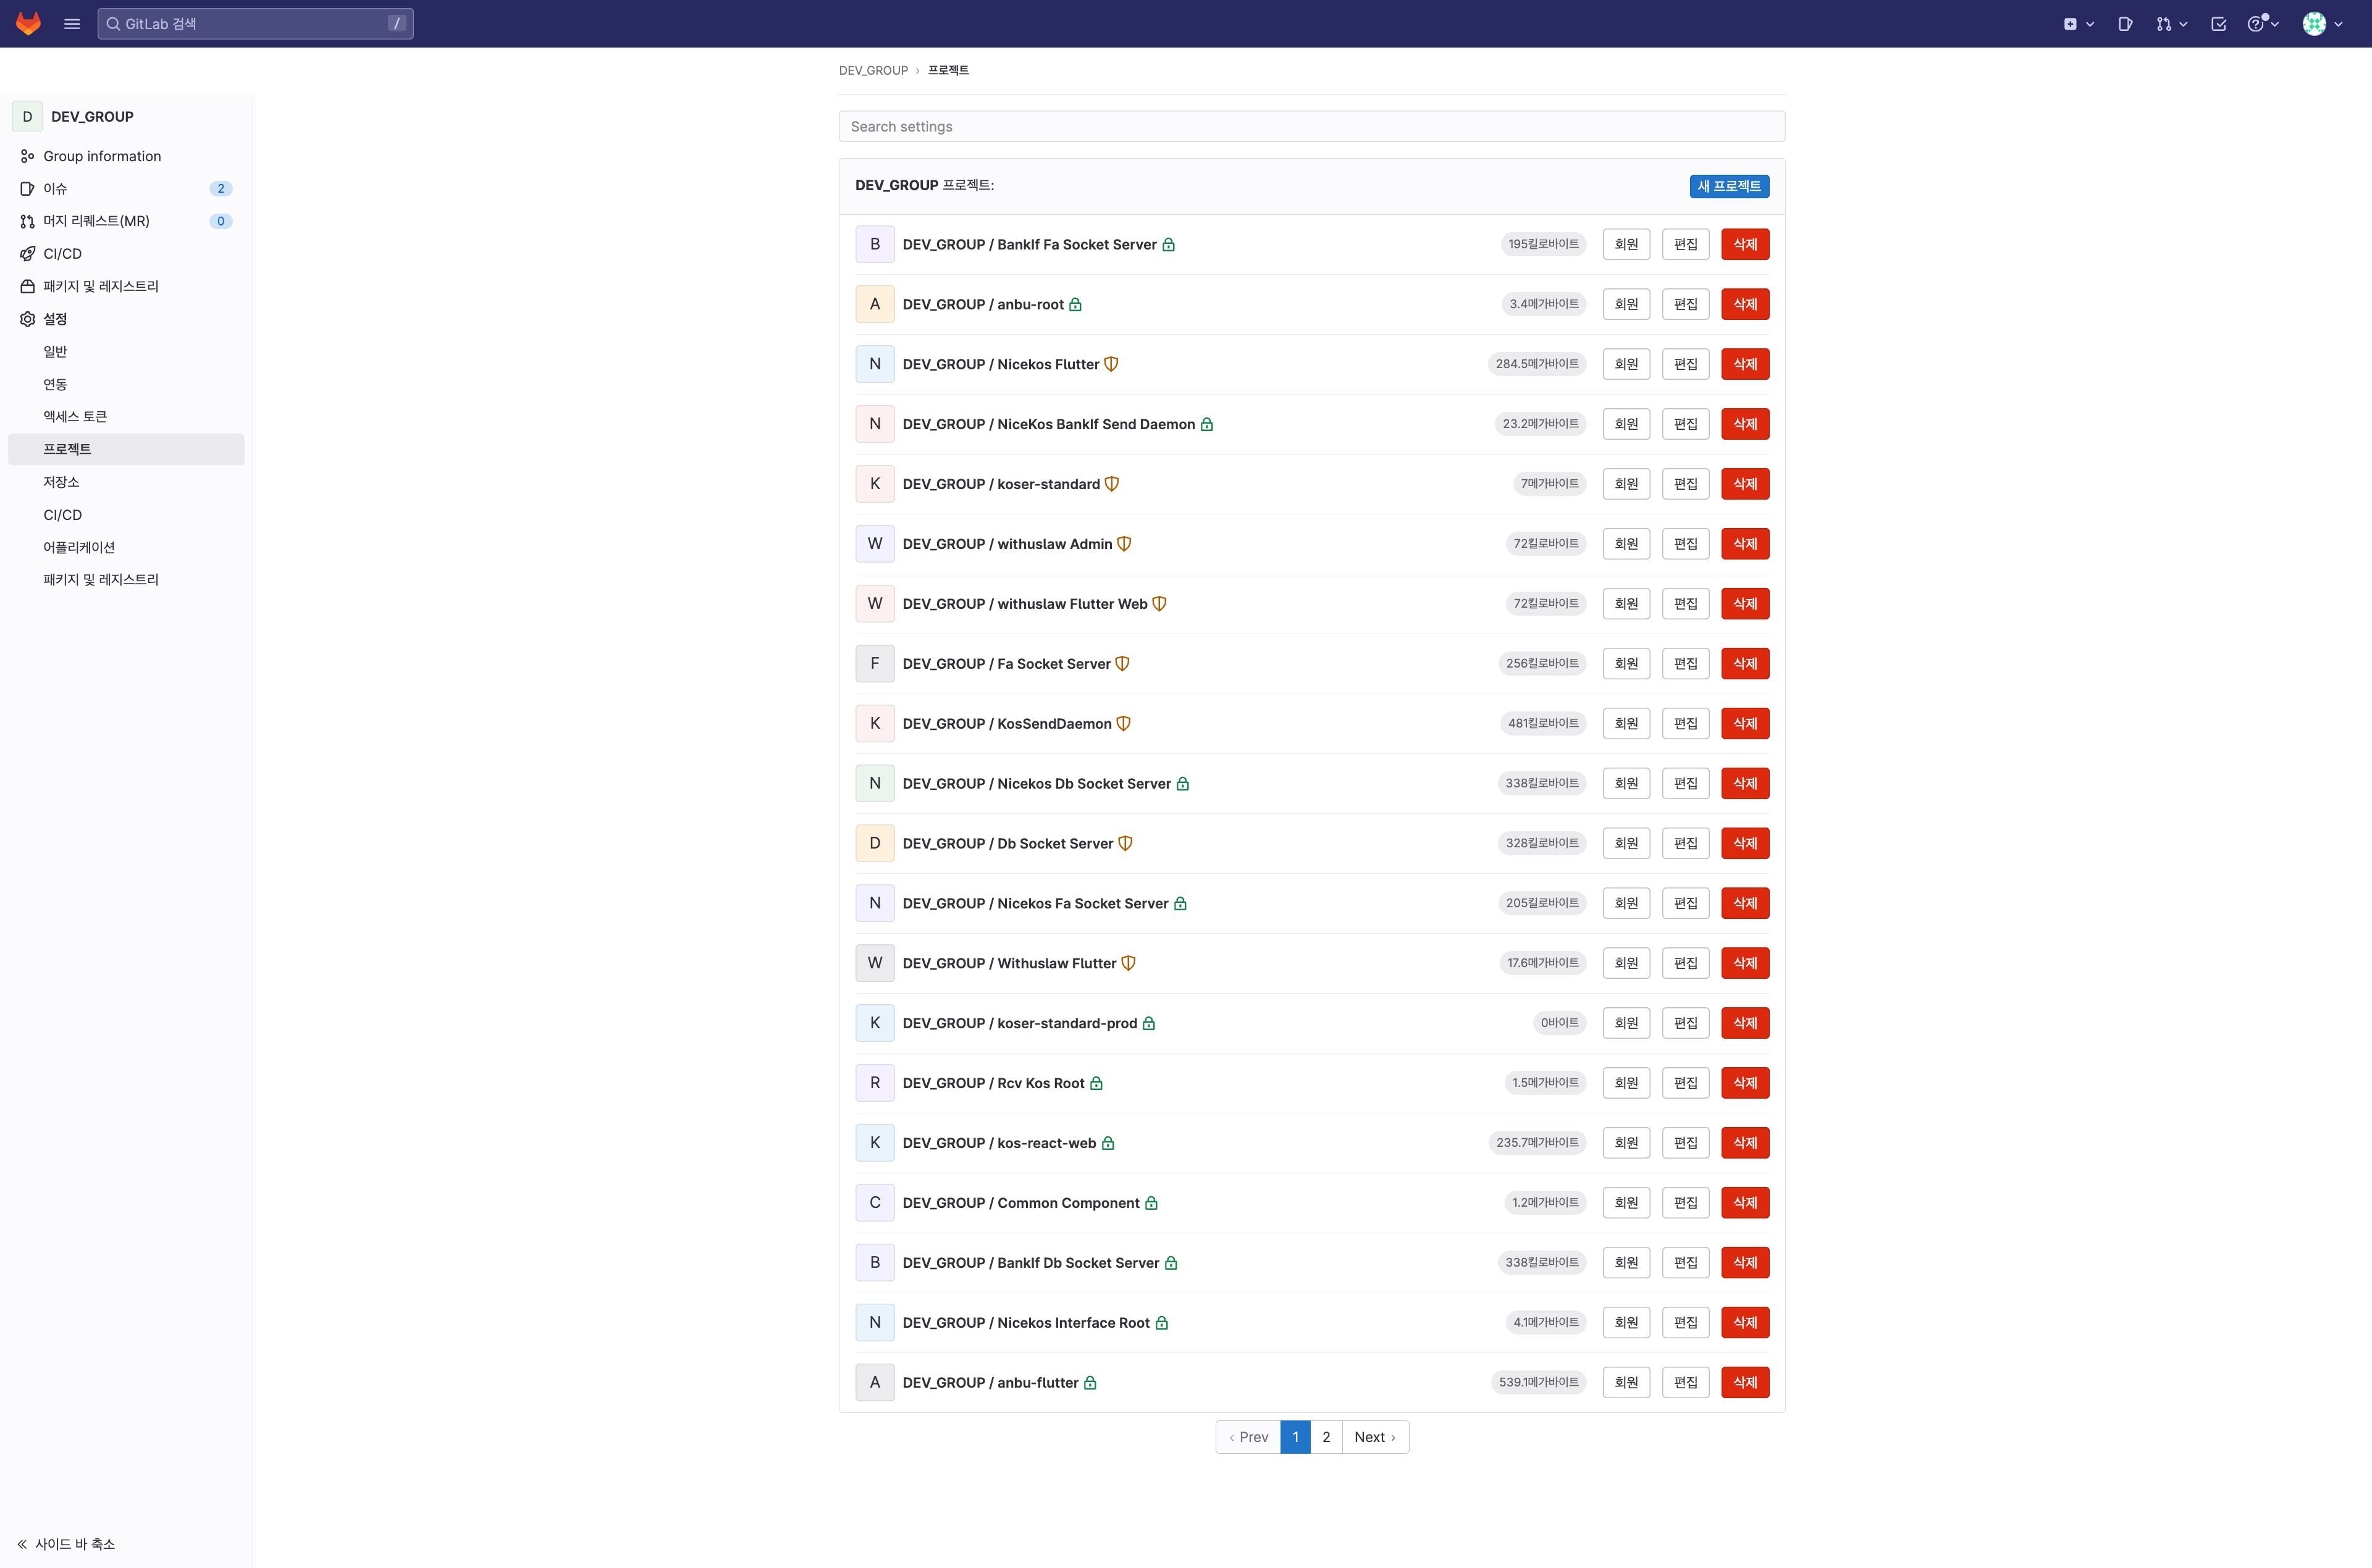 GitLab 검색 /
DEV_GROUP › 프로젝트
D DEV_GROUP
Group information
이슈 2
머지 리퀘스트(MR) 0
CI/CD
패키지 및 레지스트리
설정
일반
연동
액세스 토큰
프로젝트
저장소
CI/CD
어플리케이션
패키지 및 레지스트리
사이드 바 축소
Search settings
DEV_GROUP 프로젝트: 새 프로젝트
B DEV_GROUP / BankIf Fa Socket Server 195킬로바이트 회원 편집 삭제
A DEV_GROUP / anbu-root 3.4메가바이트 회원 편집 삭제
N DEV_GROUP / Nicekos Flutter 284.5메가바이트 회원 편집 삭제
N DEV_GROUP / NiceKos BankIf Send Daemon 23.2메가바이트 회원 편집 삭제
K DEV_GROUP / koser-standard 7메가바이트 회원 편집 삭제
W DEV_GROUP / withuslaw Admin 72킬로바이트 회원 편집 삭제
W DEV_GROUP / withuslaw Flutter Web 72킬로바이트 회원 편집 삭제
F DEV_GROUP / Fa Socket Server 256킬로바이트 회원 편집 삭제
K DEV_GROUP / KosSendDaemon 481킬로바이트 회원 편집 삭제
N DEV_GROUP / Nicekos Db Socket Server 338킬로바이트 회원 편집 삭제
D DEV_GROUP / Db Socket Server 328킬로바이트 회원 편집 삭제
N DEV_GROUP / Nicekos Fa Socket Server 205킬로바이트 회원 편집 삭제
W DEV_GROUP / Withuslaw Flutter 17.6메가바이트 회원 편집 삭제
K DEV_GROUP / koser-standard-prod 0바이트 회원 편집 삭제
R DEV_GROUP / Rcv Kos Root 1.5메가바이트 회원 편집 삭제
K DEV_GROUP / kos-react-web 235.7메가바이트 회원 편집 삭제
C DEV_GROUP / Common Component 1.2메가바이트 회원 편집 삭제
B DEV_GROUP / BankIf Db Socket Server 338킬로바이트 회원 편집 삭제
N DEV_GROUP / Nicekos Interface Root 4.1메가바이트 회원 편집 삭제
A DEV_GROUP / anbu-flutter 539.1메가바이트 회원 편집 삭제
‹ Prev 1 2 Next ›